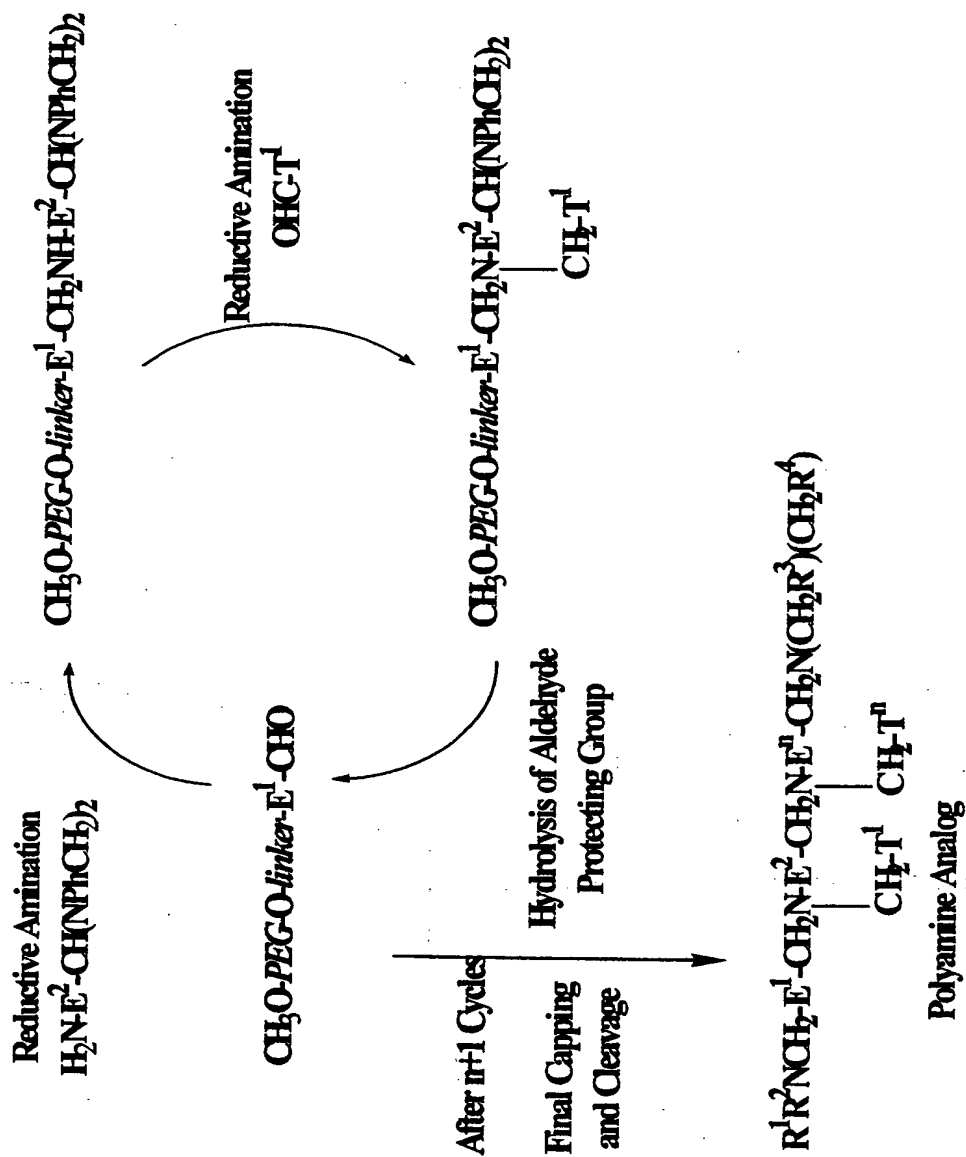 Reductive Amination
H₂N-E²-CH(NPhCH₂)₂
CH₃O-PEG-O-linker-E¹-CH₂NH-E²-CH(NPhCH₂)₂
Reductive Amination
OHC-T¹
CH₃O-PEG-O-linker-E¹-CHO
CH₃O-PEG-O-linker-E¹-CH₂N-E²-CH(NPhCH₂)₂
CH₂-T¹
Hydrolysis of Aldehyde
Protecting Group
After n+1 Cycles
Final Capping
and Cleavage
R¹R²NCH₂-E¹-CH₂N-E²-CH₂N-Eⁿ-CH₂N(CH₂R³)(CH₂R⁴)
CH₂-T¹ CH₂-Tⁿ
Polyamine Analog